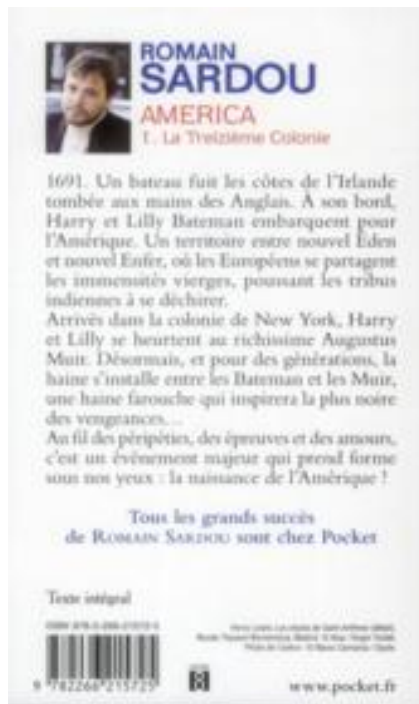 ROMAIN
SARDOU
AMERICA
1. La Treizième Colonie
1691. Un bateau fuit les côtes de l'Irlande
tombée aux mains des Anglais. À son bord,
Harry et Lilly Bateman embarquent pour
l'Amérique. Un territoire entre nouvel Éden
et nouvel Enfer, où les Européens se partagent
les immensités vierges, poussant les tribus
indiennes à se déchirer.
Arrivés dans la colonie de New York, Harry
et Lilly se heurtent au richissime Augustus
Muir. Désormais, et pour des générations, la
haine s'installe entre les Bateman et les Muir,
une haine farouche qui inspirera la plus noire
des vengeances...
Au fil des péripéties, des épreuves et des amours,
c'est un événement majeur qui prend forme
sous nos yeux : la naissance de l'Amérique !
Tous les grands succès
de ROMAIN SARDOU sont chez Pocket
Texte intégral
9 782266 215725
www.pocket.fr